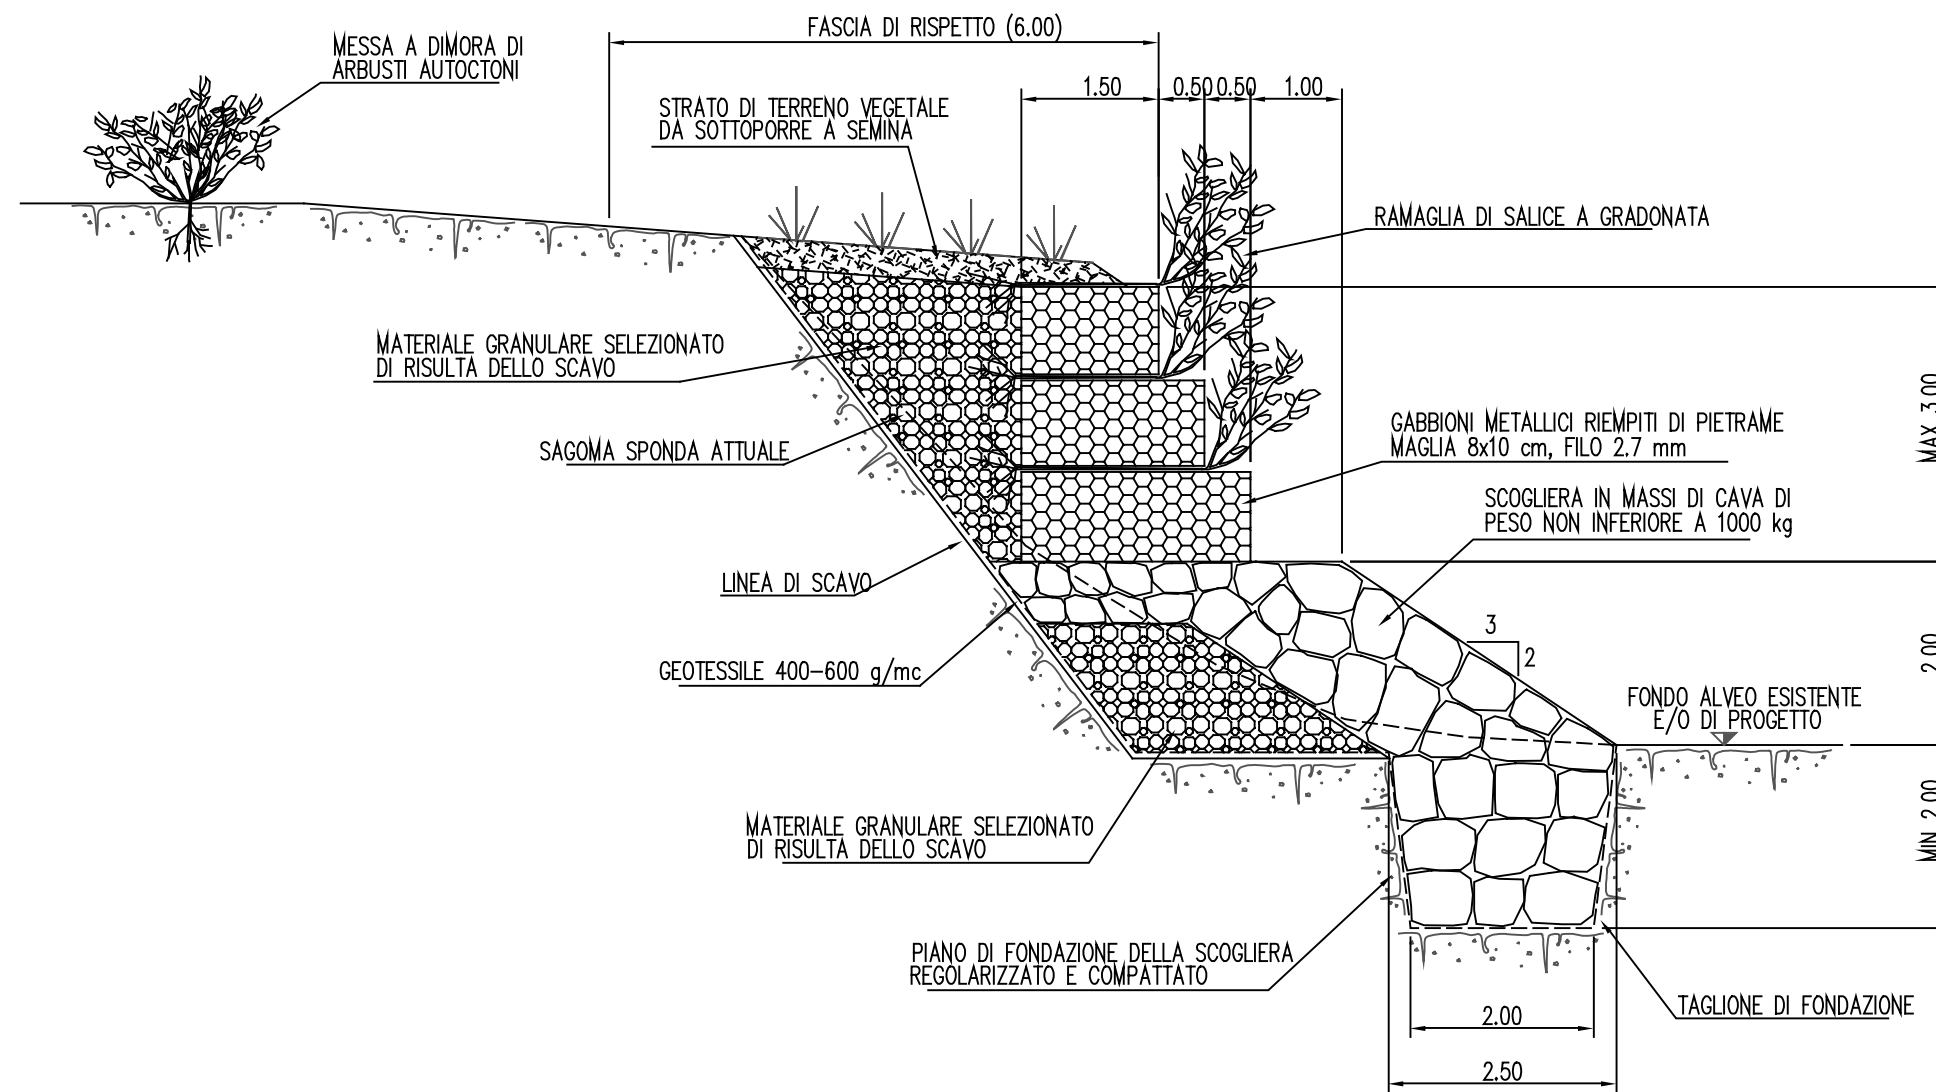 FASCIA DI RISPETTO (6.00)
MESSA A DIMORA DI
ARBUSTI AUTOCTONI
1.50
0.50
0.50
1.00
STRATO DI TERRENO VEGETALE
DA SOTTOPORRE A SEMINA
RAMAGLIA DI SALICE A GRADONATA
MATERIALE GRANULARE SELEZIONATO
DI RISULTA DELLO SCAVO
MAX 3.00
GABBIONI METALLICI RIEMPITI DI PIETRAME
MAGLIA 8x10 cm, FILO 2.7 mm
SAGOMA SPONDA ATTUALE
SCOGLIERA IN MASSI DI CAVA DI
PESO NON INFERIORE A 1000 kg
LINEA DI SCAVO
3
2
2.00
GEOTESSILE 400-600 g/mc
FONDO ALVEO ESISTENTE
E/O DI PROGETTO
MIN 2.00
MATERIALE GRANULARE SELEZIONATO
DI RISULTA DELLO SCAVO
PIANO DI FONDAZIONE DELLA SCOGLIERA
REGOLARIZZATO E COMPATTATO
TAGLIONE DI FONDAZIONE
2.00
2.50